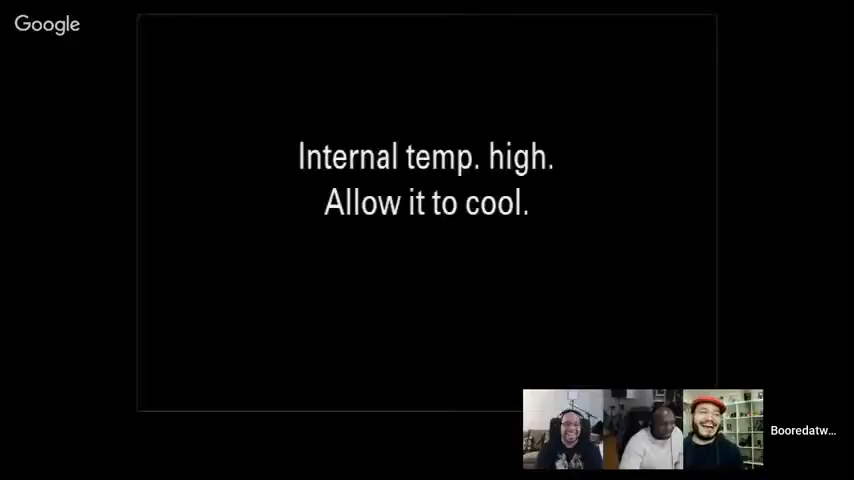 Google
Internal temp. high.
Allow it to cool.
Booredatw...